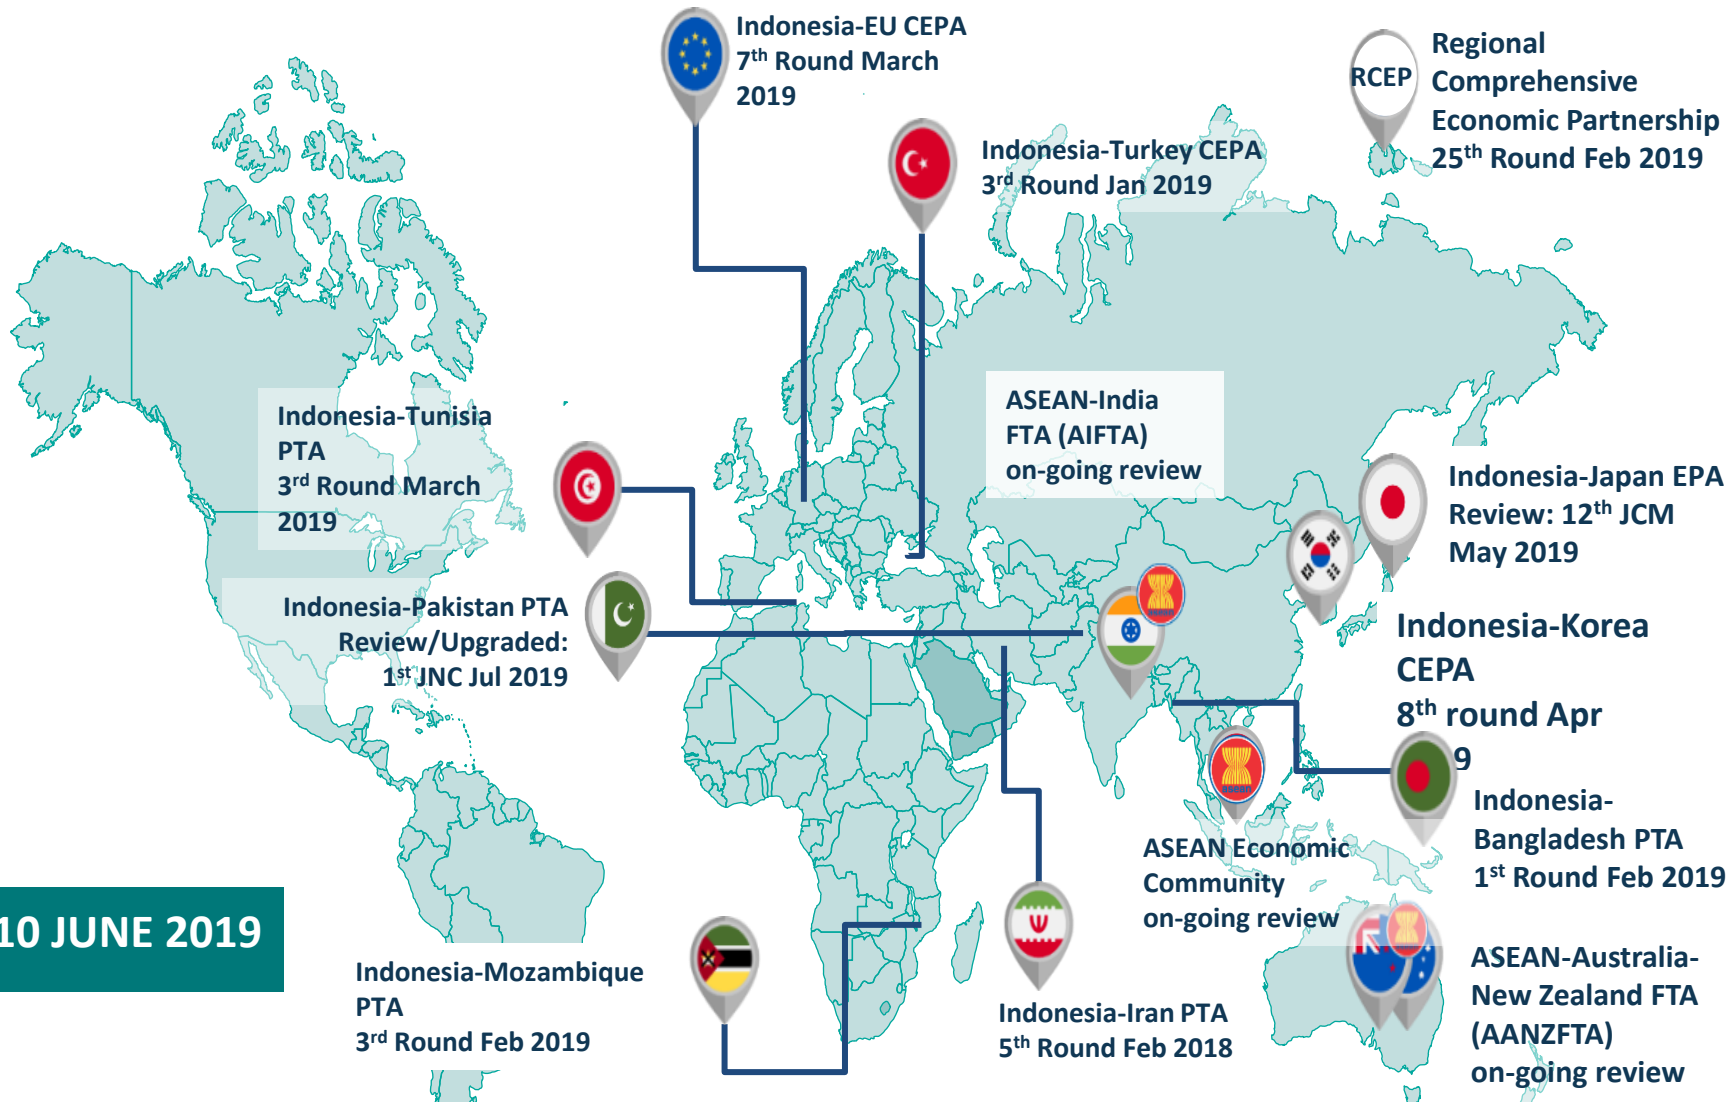 Indonesia-EU CEPA
7th Round March
2019
RCEP
Regional
Comprehensive
Economic Partnership
25th Round Feb 2019
Indonesia-Turkey CEPA
3rd Round Jan 2019
Indonesia-Tunisia
PTA
3rd Round March
2019
ASEAN-India
FTA (AIFTA)
on-going review
Indonesia-Japan EPA
Review: 12th JCM
May 2019
Indonesia-Pakistan PTA
Review/Upgraded:
1st JNC Jul 2019
asean
Indonesia-Korea
CEPA
8th round Apr
9
asean
Indonesia-
Bangladesh PTA
1st Round Feb 2019
ASEAN Economic
Community
on-going review
10 JUNE 2019
Indonesia-Mozambique
PTA
3rd Round Feb 2019
Indonesia-Iran PTA
5th Round Feb 2018
ASEAN-Australia-
New Zealand FTA
(AANZFTA)
on-going review